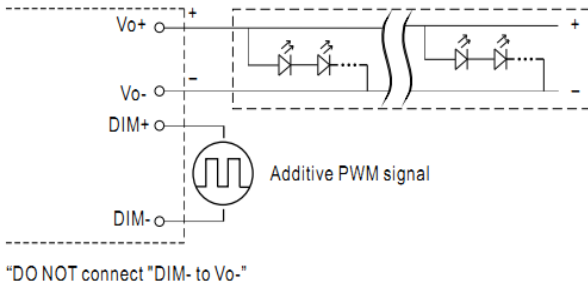 Vo+
+
+
Vo-
−
−
DIM+
Additive PWM signal
DIM-
“DO NOT connect "DIM- to Vo-”